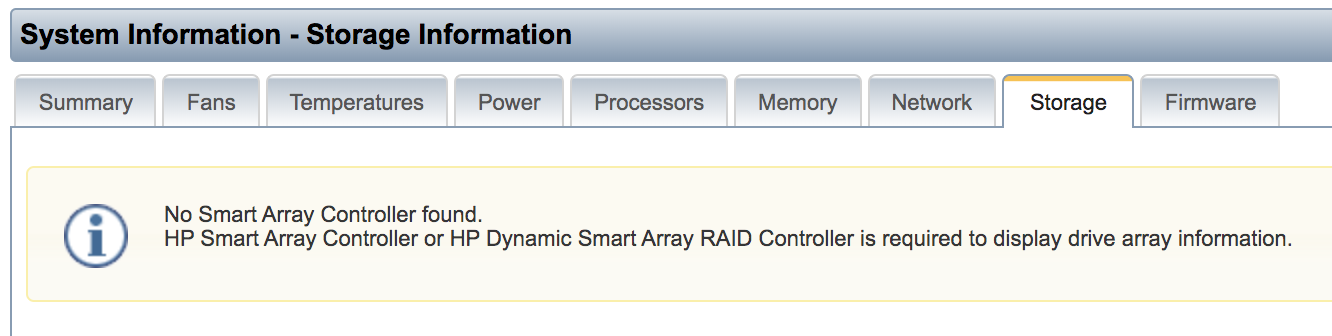 System Information - Storage Information
Summary Fans Temperatures Power Processors Memory Network Storage Firmware
No Smart Array Controller found.
HP Smart Array Controller or HP Dynamic Smart Array RAID Controller is required to display drive array information.